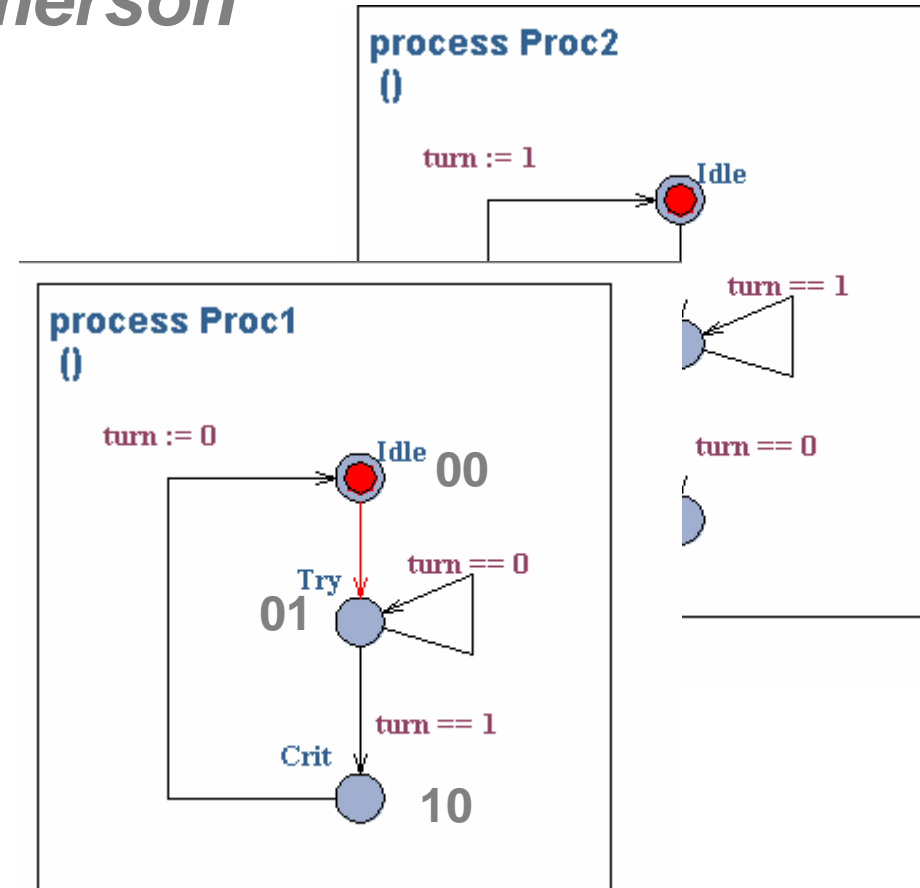 process Proc2
()
turn := 1
Idle
turn == 1
turn == 0
process Proc1
()
turn := 0
Idle 00
Try
turn == 0
01
turn == 1
Crit
10